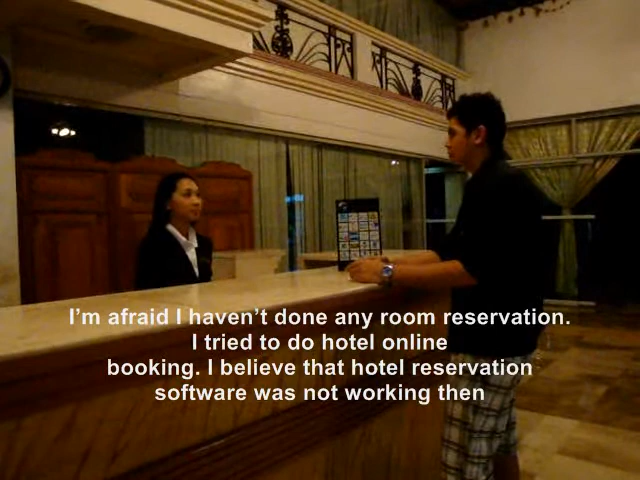 I'm afraid I haven't done any room reservation.
I tried to do hotel online
booking. I believe that hotel reservation
software was not working then